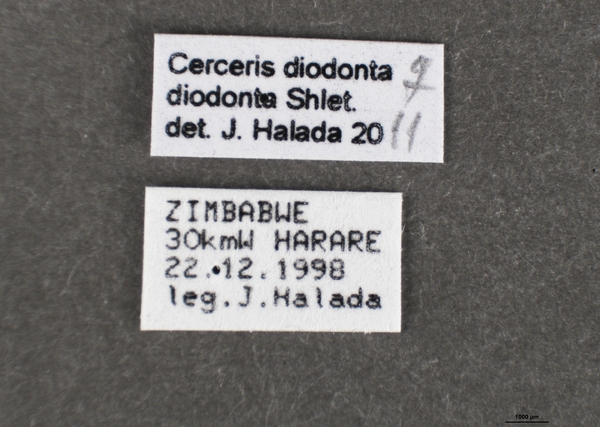 Cerceris diodonta ♀
diodonta Shlet.
det. J. Halada 2011
ZIMBABWE
30kmW HARARE
22.12.1998
leg.J.Halada
1000 µm